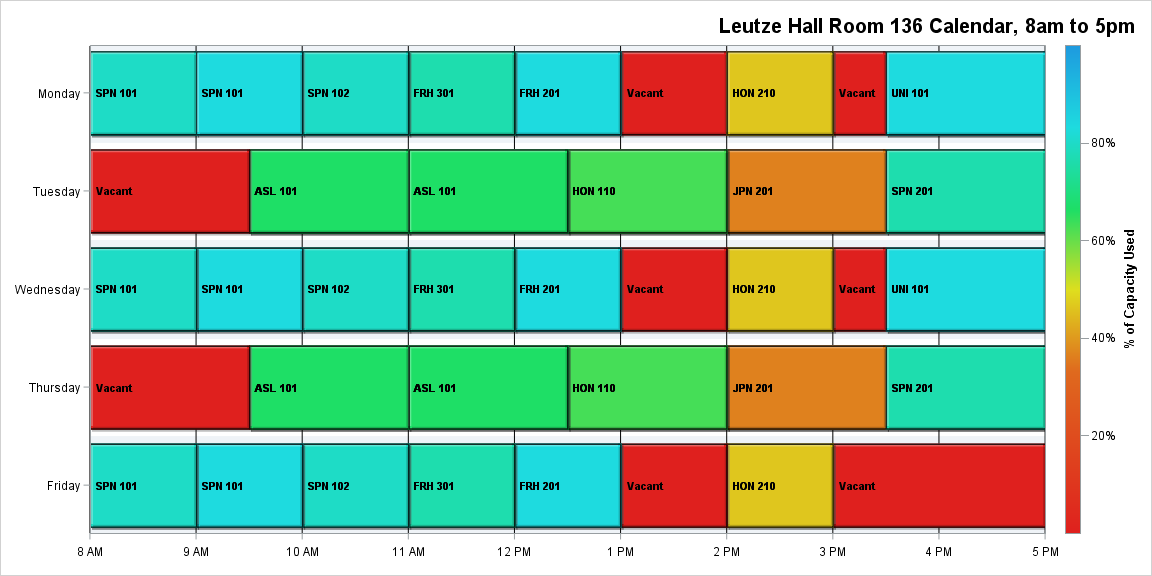 Leutze Hall Room 136 Calendar, 8am to 5pm
Monday
SPN 101
SPN 101
SPN 102
FRH 301
FRH 201
Vacant
HON 210
Vacant
UNI 101
Tuesday
Vacant
ASL 101
ASL 101
HON 110
JPN 201
SPN 201
Wednesday
SPN 101
SPN 101
SPN 102
FRH 301
FRH 201
Vacant
HON 210
Vacant
UNI 101
Thursday
Vacant
ASL 101
ASL 101
HON 110
JPN 201
SPN 201
Friday
SPN 101
SPN 101
SPN 102
FRH 301
FRH 201
Vacant
HON 210
Vacant
8 AM
9 AM
10 AM
11 AM
12 PM
1 PM
2 PM
3 PM
4 PM
5 PM
80%
60%
40%
20%
% of Capacity Used